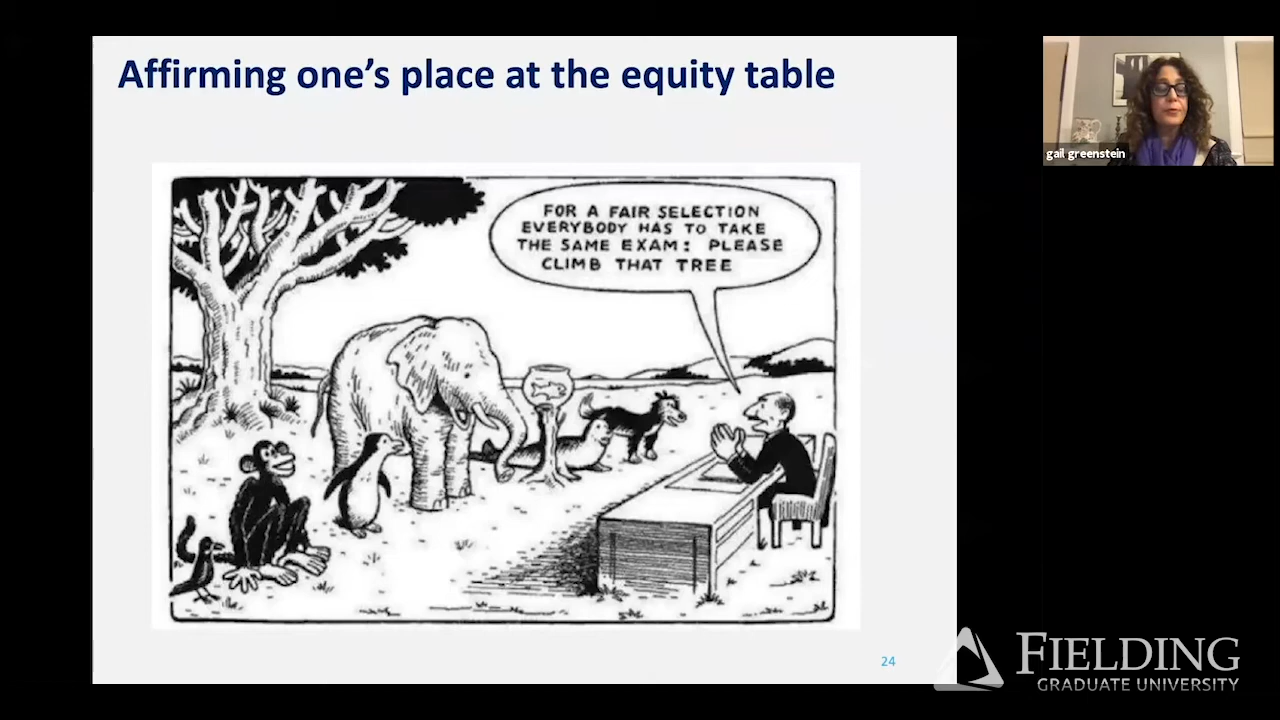 Affirming one's place at the equity table
FOR A FAIR SELECTION
EVERYBODY HAS TO TAKE
THE SAME EXAM: PLEASE
CLIMB THAT TREE
24
gail greenstein
FIELDING
GRADUATE UNIVERSITY